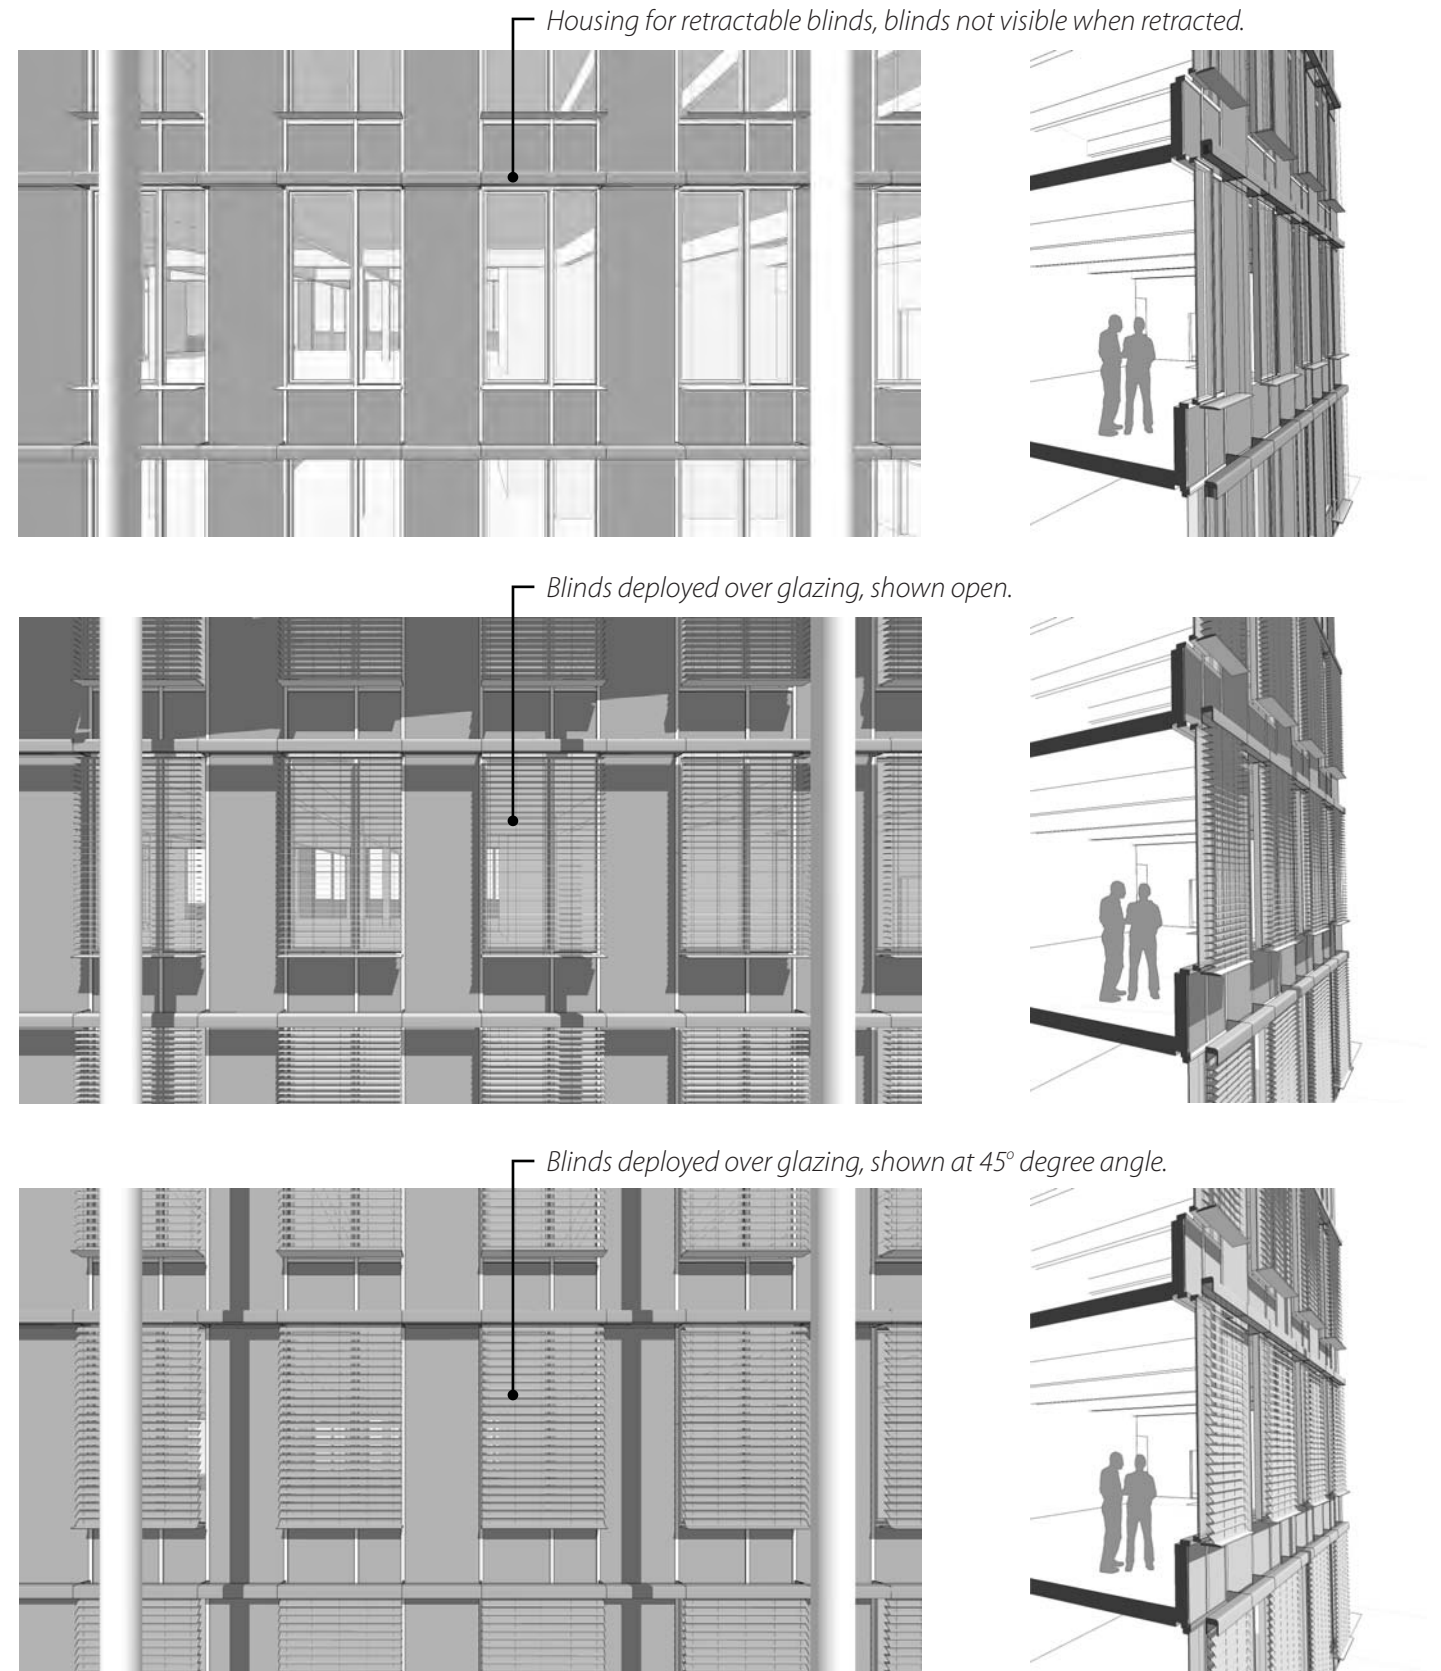 Housing for retractable blinds, blinds not visible when retracted.
Blinds deployed over glazing, shown open.
Blinds deployed over glazing, shown at 45° degree angle.